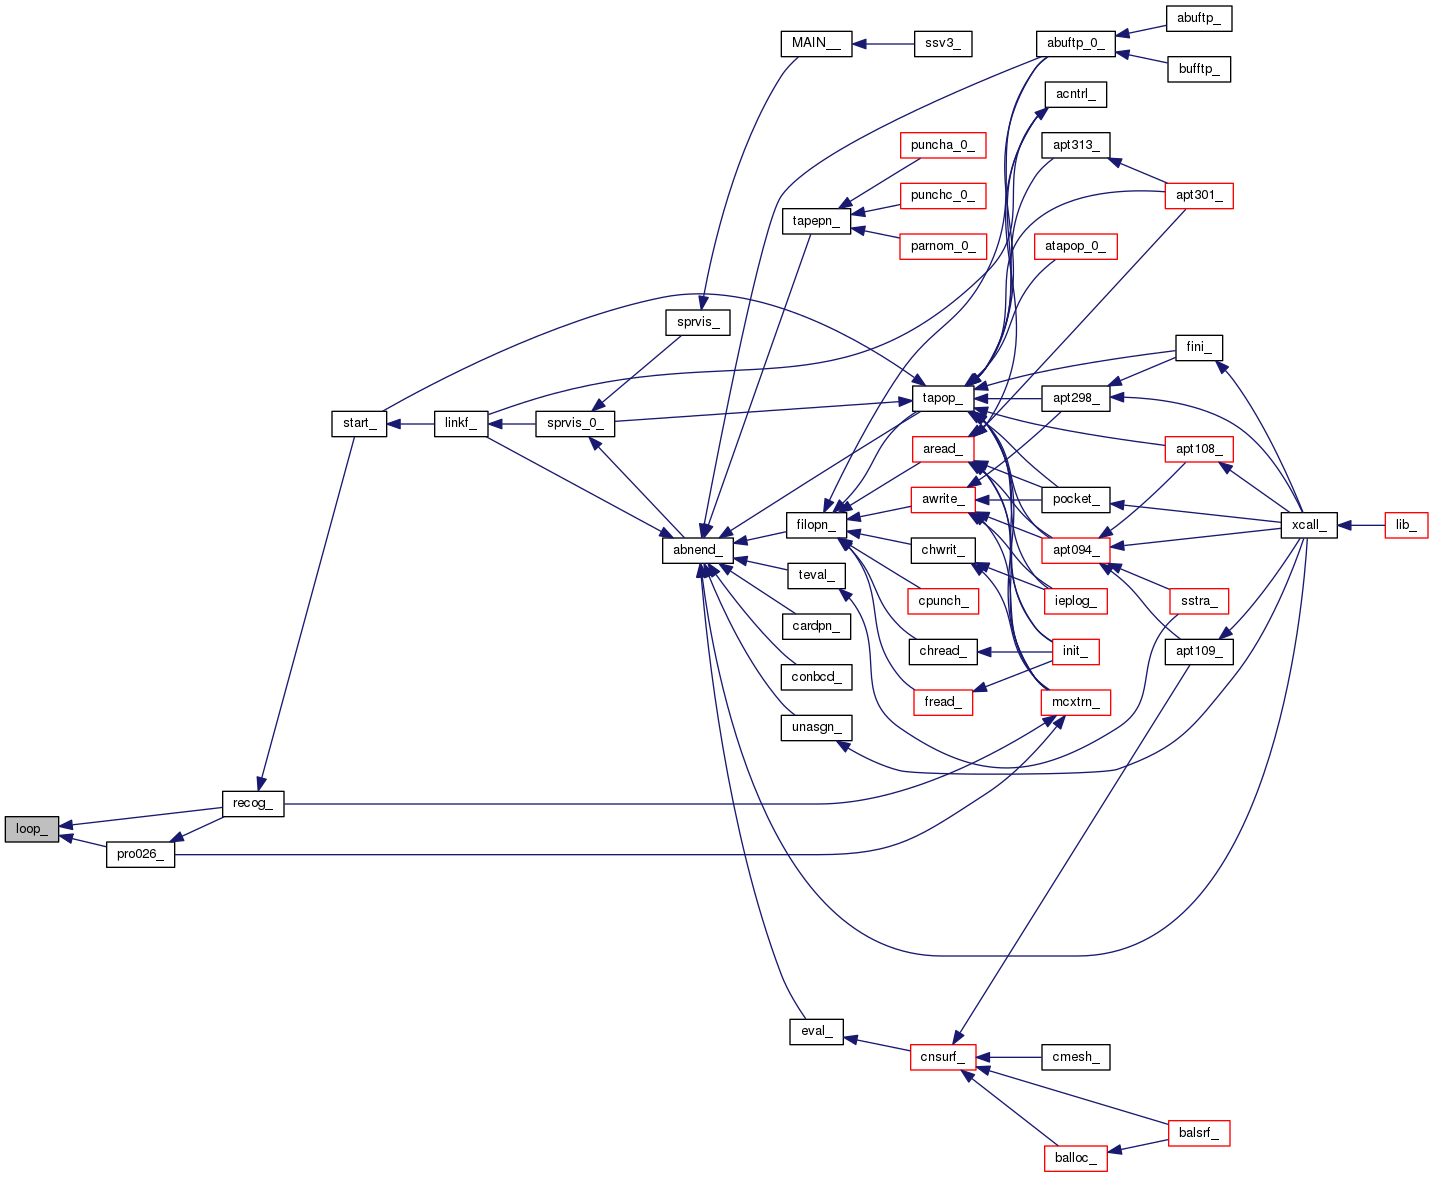 abuftp_
MAIN__
ssv3_
abuftp_0_
bufftp_
acntrl_
puncha_0_
apt313_
punchc_0_
apt301_
tapepn_
parnom_0_
atapop_0_
sprvis_
fini_
tapop_
apt298_
start_
linkf_
sprvis_0_
aread_
apt108_
awrite_
pocket_
filopn_
xcall_
lib_
abnend_
chwrit_
apt094_
teval_
cpunch_
ieplog_
sstra_
cardpn_
chread_
init_
apt109_
conbcd_
fread_
mcxtrn_
unasgn_
recog_
loop_
pro026_
eval_
cnsurf_
cmesh_
balsrf_
balloc_